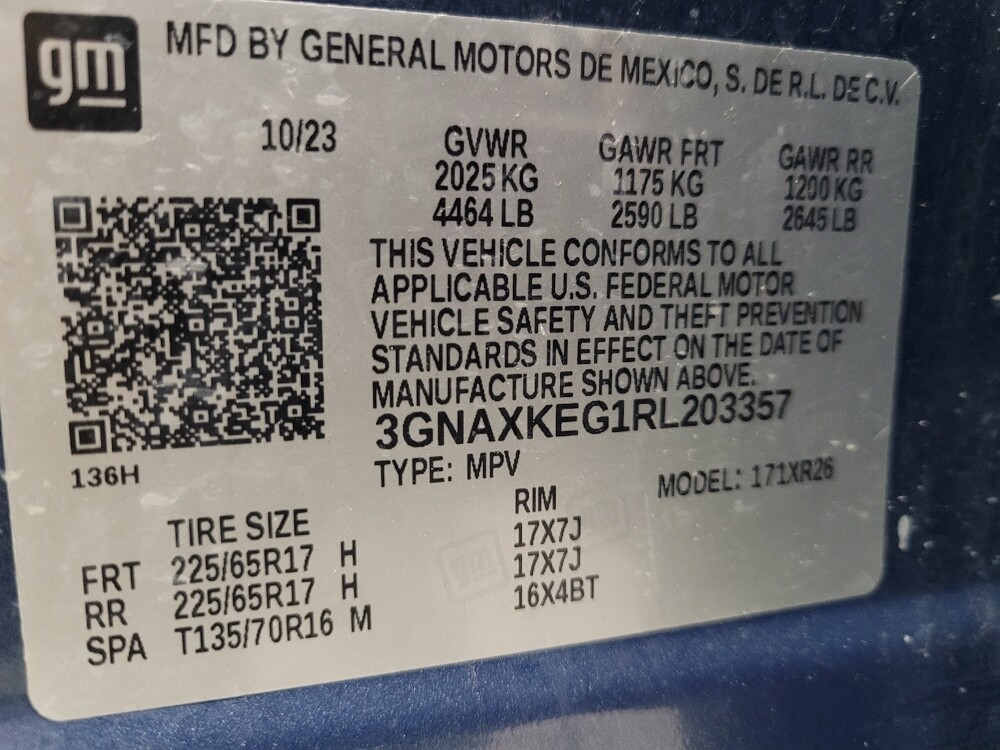 gm
MFD BY GENERAL MOTORS DE MEXICO, S. DE R.L. DE C.V.
10/23 GVWR GAWR FRT GAWR RR
2025 KG 1175 KG 1200 KG
4464 LB 2590 LB 2645 LB
THIS VEHICLE CONFORMS TO ALL
APPLICABLE U.S. FEDERAL MOTOR
VEHICLE SAFETY AND THEFT PREVENTION
STANDARDS IN EFFECT ON THE DATE OF
MANUFACTURE SHOWN ABOVE.
3GNAXKEG1RL203357
136H
TYPE: MPV MODEL: 171XR26
TIRE SIZE RIM
FRT 225/65R17 H 17X7J
RR 225/65R17 H 17X7J
SPA T135/70R16 M 16X4BT
gm